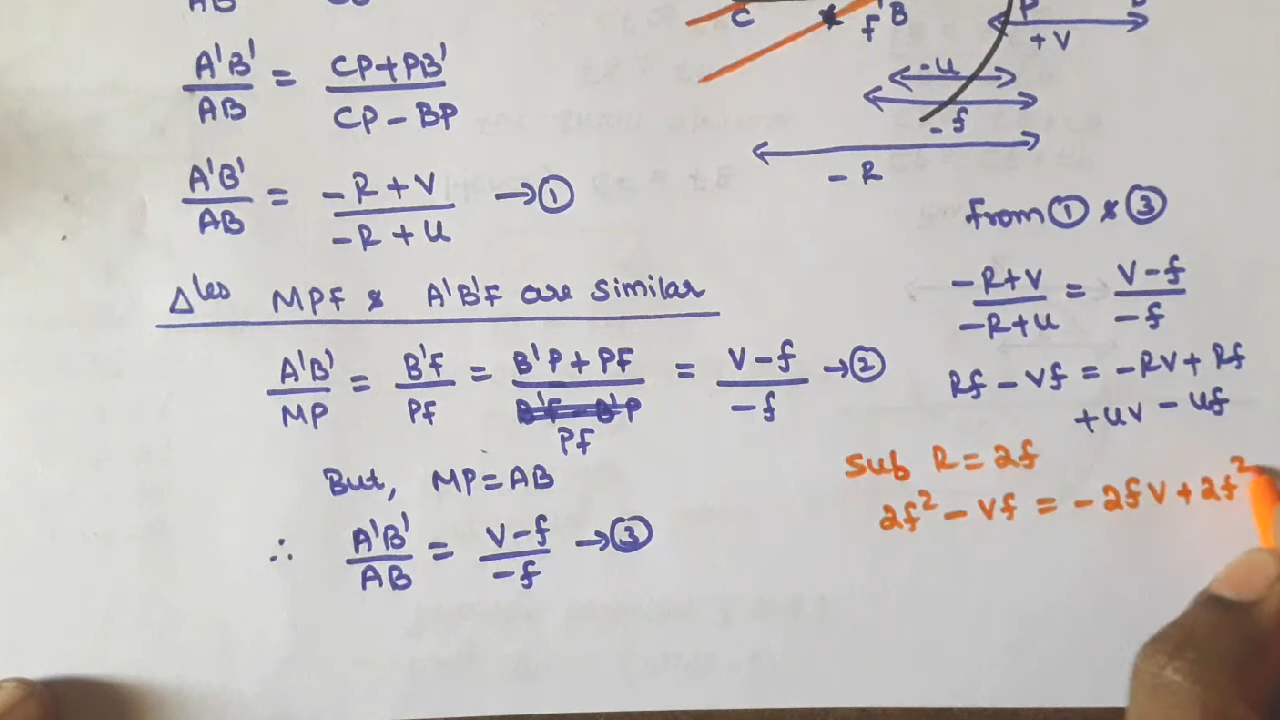 AB
A'B'/AB = CP+PB'/CP-BP
A'B'/AB = -R+V/-R+u →①
Δles MPF & A'B'F are similar
A'B'/MP = B'F/PF = B'P+PF/PF = V-f/-f →②
But, MP=AB
∴ A'B'/AB = V-f/-f →③
C f B' P
+V
-u
-f
-R
from ① & ③
-R+V/-R+u = V-f/-f
Rf - Vf = -RV+Rf
+uv - uf
Sub R=2f
2f² - Vf = -2fV+2f²